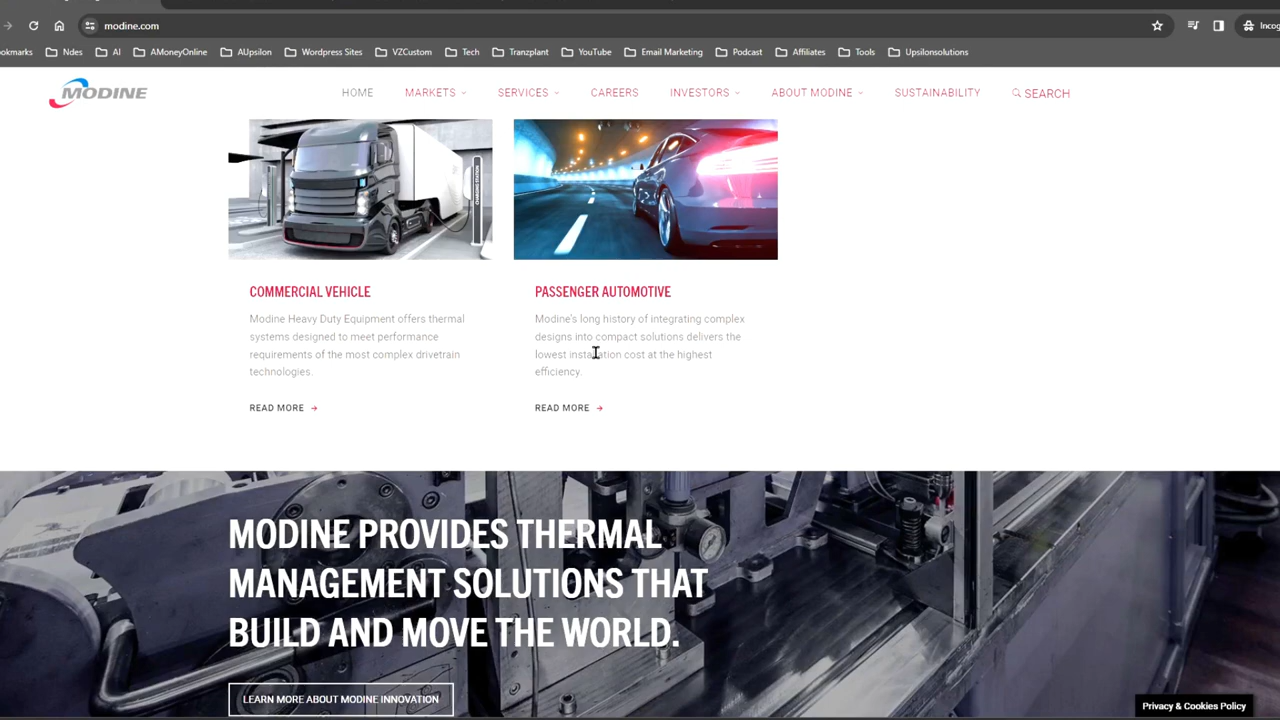 modine.com
Incog
okmarks
Ndes
AI
AMoneyOnline
AUpsilon
Wordpress Sites
VZCustom
Tech
Tranzplant
YouTube
Email Marketing
Podcast
Affiliates
Tools
Upsilonsolutions
MODINE
HOME
MARKETS
SERVICES
CAREERS
INVESTORS
ABOUT MODINE
SUSTAINABILITY
SEARCH
CHARGING STATION
COMMERCIAL VEHICLE
Modine Heavy Duty Equipment offers thermal
systems designed to meet performance
requirements of the most complex drivetrain
technologies.
READ MORE
PASSENGER AUTOMOTIVE
Modine's long history of integrating complex
designs into compact solutions delivers the
lowest installation cost at the highest
efficiency.
READ MORE
MODINE PROVIDES THERMAL
MANAGEMENT SOLUTIONS THAT
BUILD AND MOVE THE WORLD.
LEARN MORE ABOUT MODINE INNOVATION
Privacy & Cookies Policy